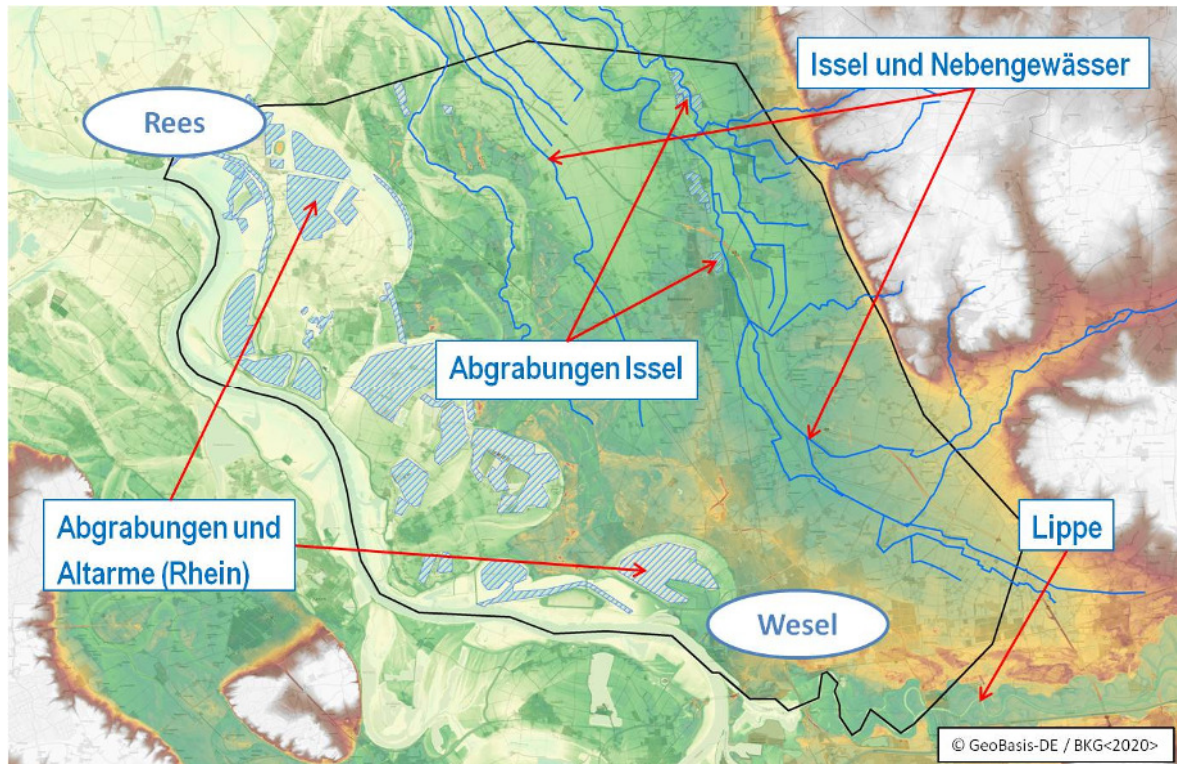 Issel und Nebengewässer
Rees
Abgrabungen Issel
Abgrabungen und
Altarme (Rhein)
Lippe
Wesel
© GeoBasis-DE / BKG<2020>